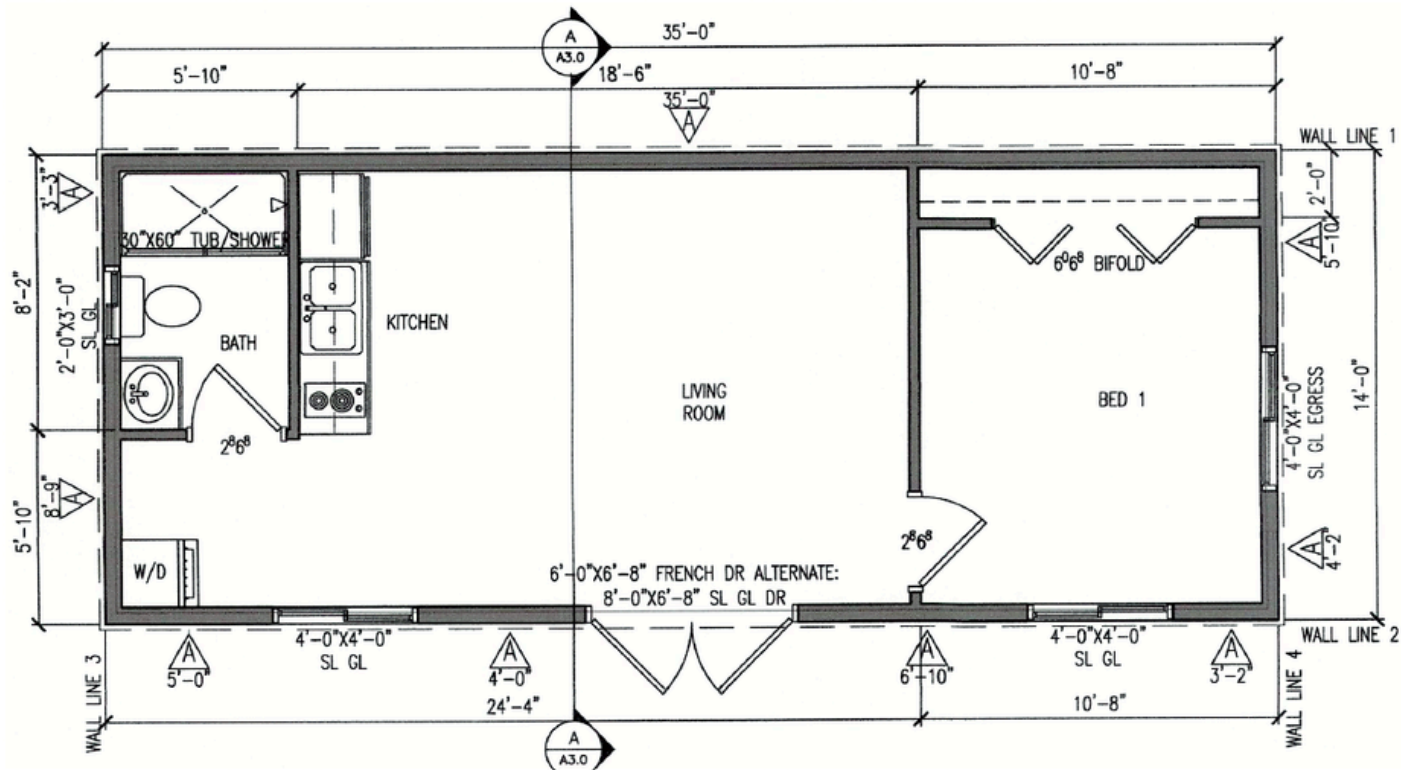 35'-0"
A
A3.0
5'-10"
18'-6"
10'-8"
35'-0"
A
WALL LINE 1
3'-3"
A
2'-0"
30"X60" TUB/SHOWER
A
5'-10"
6⁰6⁸ BIFOLD
8'-2"
2'-0"X3'-0"
SL GL
KITCHEN
BATH
LIVING
ROOM
BED 1
4'-0"X4'-0"
SL GL EGRESS
14'-0"
2⁸6⁸
8'-9"
A
5'-10"
2⁸6⁸
A
4'-2"
W/D
6'-0"X6'-8" FRENCH DR ALTERNATE:
8'-0"X6'-8" SL GL DR
WALL LINE 2
4'-0"X4'-0"
SL GL
4'-0"X4'-0"
SL GL
A
5'-0"
A
4'-0"
A
6'-10"
A
3'-2"
WALL LINE 3
WALL LINE 4
24'-4"
10'-8"
A
A3.0